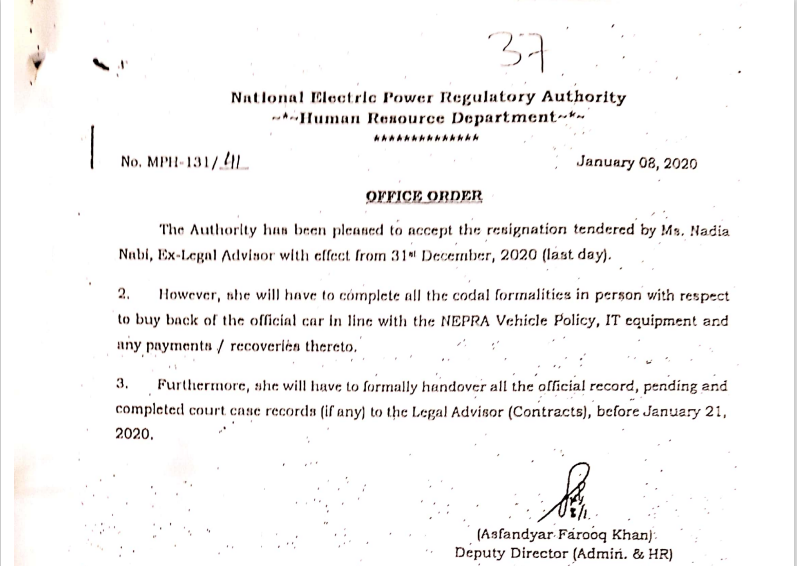 37
National Electric Power Regulatory Authority
~*~Human Resource Department~*~
**************
No. MPH-131/
January 08, 2020
OFFICE ORDER
The Authority has been pleased to accept the resignation tendered by Ms. Nadia
Nabi, Ex-Legal Advisor with effect from 31st December, 2020 (last day).
2. However, she will have to complete all the codal formalities in person with respect
to buy back of the official car in line with the NEPRA Vehicle Policy, IT equipment and
any payments / recoveries thereto.
3. Furthermore, she will have to formally handover all the official record, pending and
completed court case records (if any) to the Legal Advisor (Contracts), before January 21,
2020.
8/1
(Asfandyar Farooq Khan)
Deputy Director (Admin. & HR)